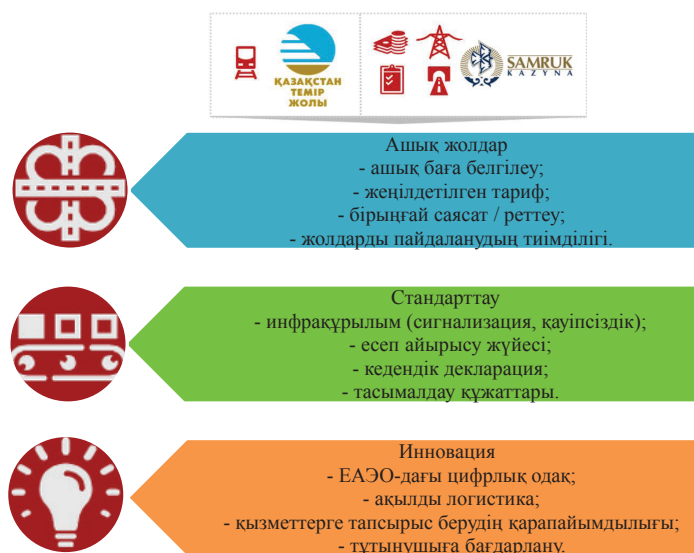 ҚАЗАҚСТАН
ТЕМІР
ЖОЛЫ
SAMRUK
KAZYNA
Ашық жолдар
- ашық баға белгілеу;
- жеңілдетілген тариф;
- бірыңғай саясат / реттеу;
- жолдарды пайдаланудың тиімділігі.
Стандарттау
- инфрақұрылым (сигнализация, қауіпсіздік);
- есеп айырысу жүйесі;
- кедендік декларация;
- тасымалдау құжаттары.
Инновация
- ЕАЭО-дағы цифрлық одақ;
- ақылды логистика;
- қызметтерге тапсырыс берудің қарапайымдылығы;
- тұтынушыға бағдарлану.